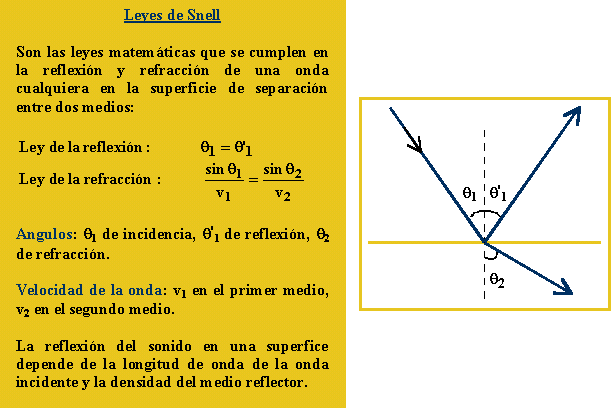 Leyes de Snell
Son las leyes matemáticas que se cumplen en
la reflexión y refracción de una onda
cualquiera en la superficie de separación
entre dos medios:
Ley de la reflexión : θ1 = θ'1
Ley de la refracción : sin θ1 / v1 = sin θ2 / v2
Angulos: θ1 de incidencia, θ'1 de reflexión, θ2
de refracción.
Velocidad de la onda: v1 en el primer medio,
v2 en el segundo medio.
La reflexión del sonido en una superfice
depende de la longitud de onda de la onda
incidente y la densidad del medio reflector.
θ1 θ'1
θ2